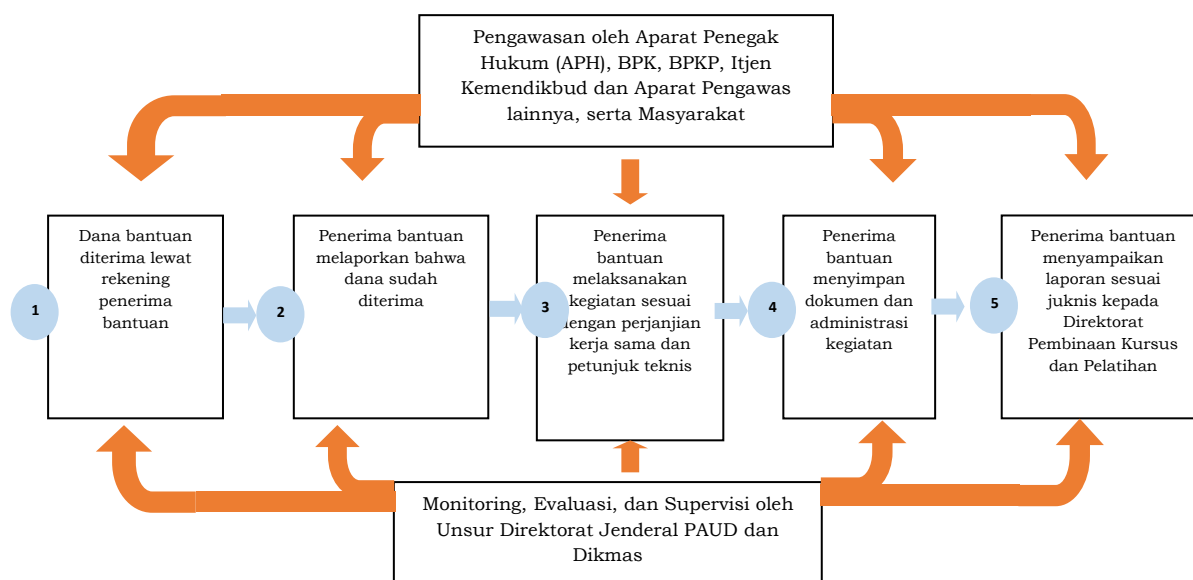 Pengawasan oleh Aparat Penegak
Hukum (APH), BPK, BPKP, Itjen
Kemendikbud dan Aparat Pengawas
lainnya, serta Masyarakat
1
Dana bantuan
diterima lewat
rekening
penerima
bantuan
2
Penerima bantuan
melaporkan bahwa
dana sudah
diterima
3
Penerima
bantuan
melaksanakan
kegiatan sesuai
dengan perjanjian
kerja sama dan
petunjuk teknis
4
Penerima
bantuan
menyimpan
dokumen dan
administrasi
kegiatan
5
Penerima bantuan
menyampaikan
laporan sesuai
juknis kepada
Direktorat
Pembinaan Kursus
dan Pelatihan
Monitoring, Evaluasi, dan Supervisi oleh
Unsur Direktorat Jenderal PAUD dan
Dikmas